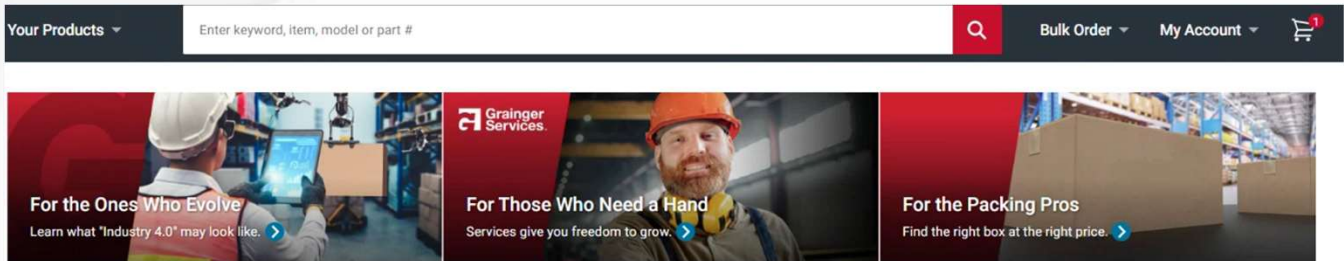 Your Products
Enter keyword, item, model or part #
Bulk Order
My Account
1
Grainger
Services.
For the Ones Who Evolve
Learn what "Industry 4.0" may look like.
For Those Who Need a Hand
Services give you freedom to grow.
For the Packing Pros
Find the right box at the right price.